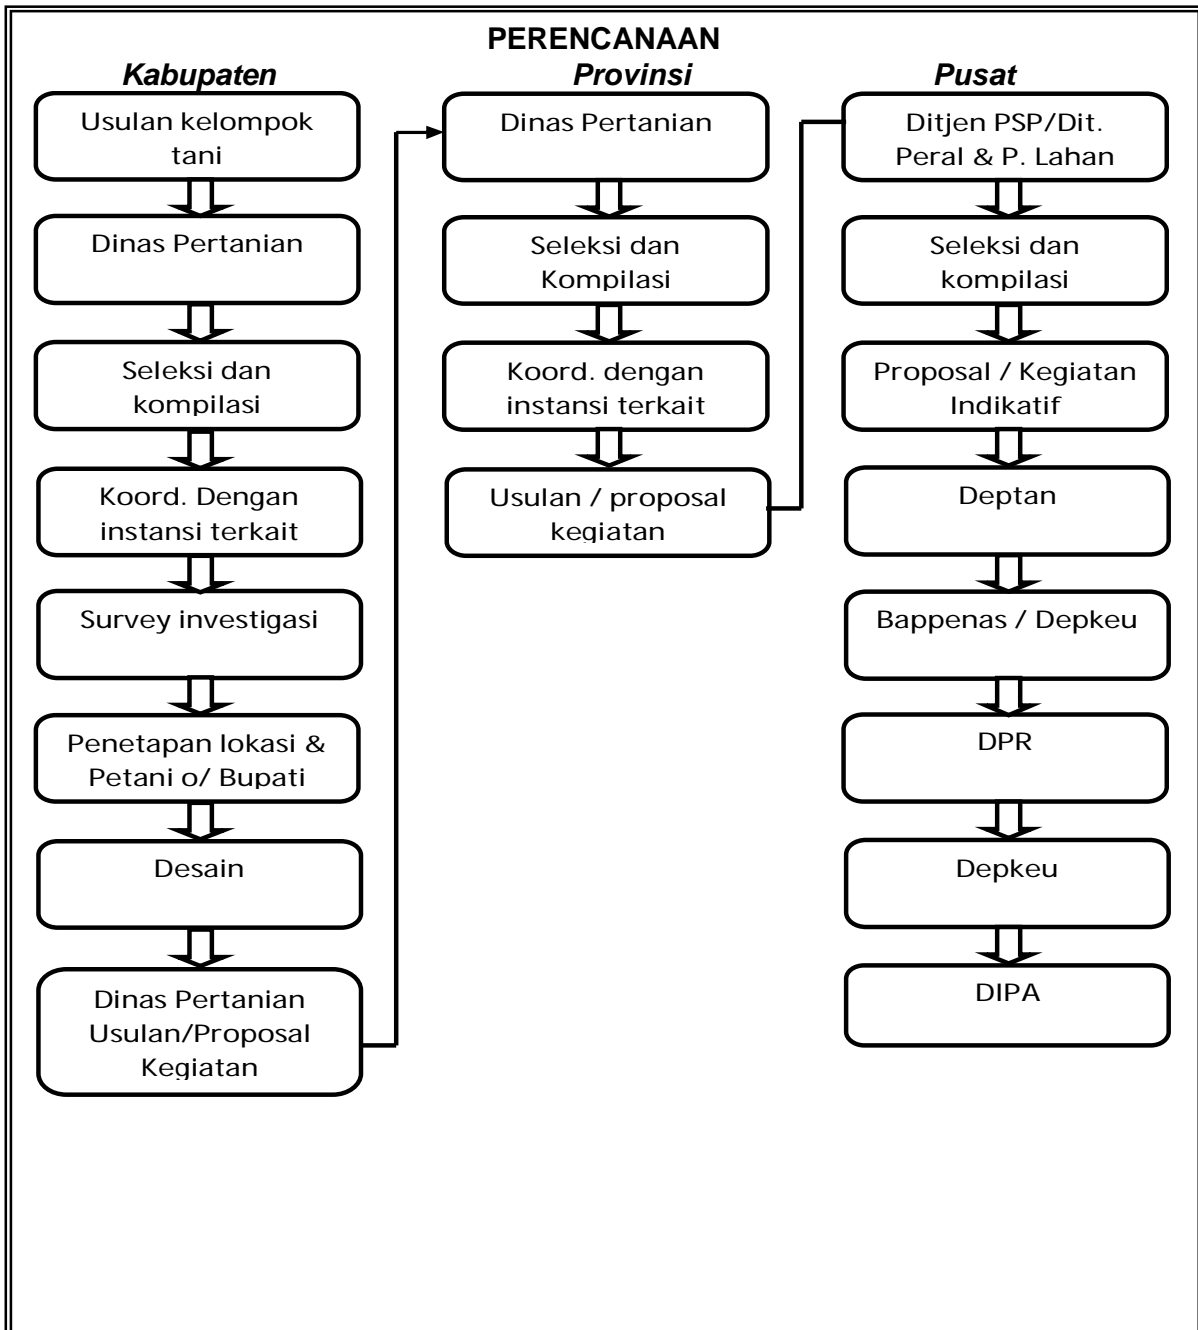 PERENCANAAN
Kabupaten
Usulan kelompok
tani
Dinas Pertanian
Seleksi dan
kompilasi
Koord. Dengan
instansi terkait
Survey investigasi
Penetapan lokasi &
Petani o/ Bupati
Desain
Dinas Pertanian
Usulan/Proposal
Kegiatan
Provinsi
Dinas Pertanian
Seleksi dan
Kompilasi
Koord. dengan
instansi terkait
Usulan / proposal
kegiatan
Pusat
Ditjen PSP/Dit.
Peral & P. Lahan
Seleksi dan
kompilasi
Proposal / Kegiatan
Indikatif
Deptan
Bappenas / Depkeu
DPR
Depkeu
DIPA